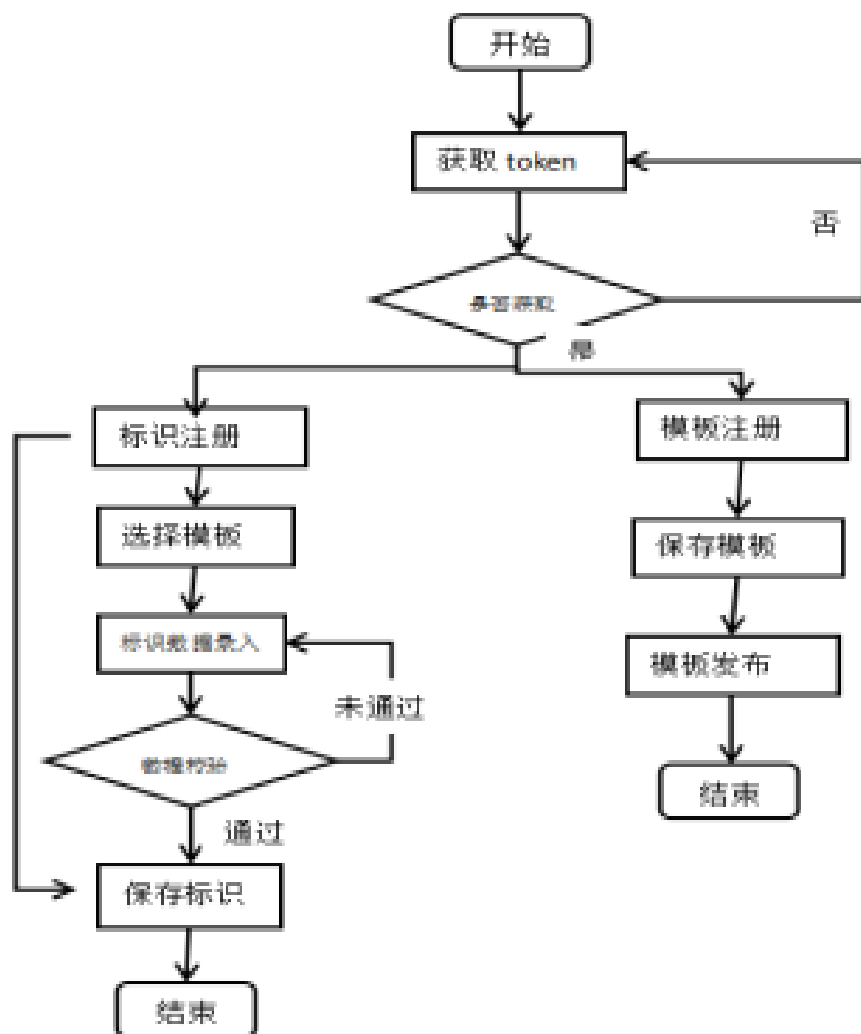 开始
获取 token
否
是否获取
是
标识注册
模板注册
选择模板
保存模板
标识数据录入
模板发布
未通过
数据校验
结束
通过
保存标识
结束